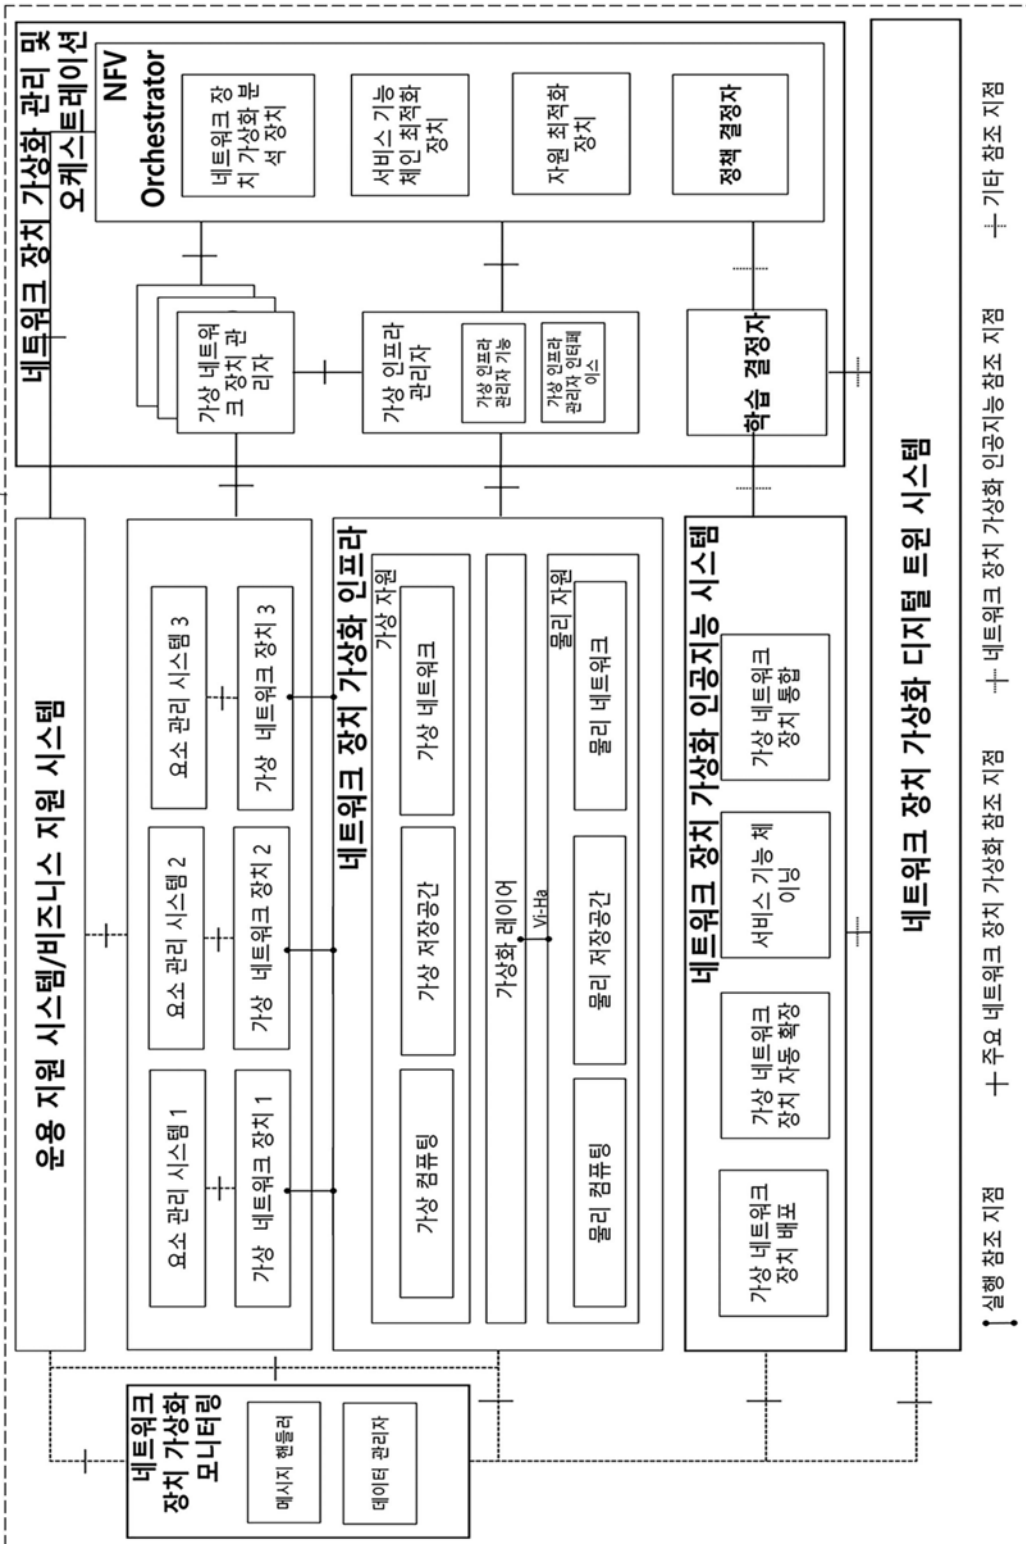 운용 지원 시스템/비즈니스 지원 시스템
네트워크
장치 가상화
모니터링
메시지 핸들러
데이터 관리자
요소 관리 시스템 1
요소 관리 시스템 2
요소 관리 시스템 3
가상 네트워크 장치 1
가상 네트워크 장치 2
가상 네트워크 장치 3
네트워크 장치 가상화 인프라
가상 자원
가상 컴퓨팅
가상 저장공간
가상 네트워크
가상화 레이어
Vi-Ha
물리 자원
물리 컴퓨팅
물리 저장공간
물리 네트워크
네트워크 장치 가상화 인공지능 시스템
가상 네트워크
장치 배포
가상 네트워크
장치 자동 확장
서비스 기능 체
이닝
가상 네트워크
장치 통합
네트워크 장치 가상화 디지털 트윈 시스템
네트워크 장치 가상화 관리 및
오케스트레이션
NFV
Orchestrator
네트워크 장
치 가상화 분
석 장치
서비스 기능
체인 최적화
장치
자원 최적화
장치
정책 결정자
가상 네트워
크 장치 관
리자
가상 인프라
관리자
가상 인프라
관리자 기능
가상 인프라
관리자 인터페
이스
학습 결정자
실행 참조 지점
주요 네트워크 장치 가상화 참조 지점
네트워크 장치 가상화 인공지능 참조 지점
기타 참조 지점